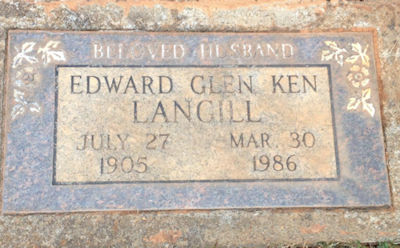 BELOVED HUSBAND
EDWARD GLEN KEN
LANGILL
JULY 27 MAR. 30
1905 1986